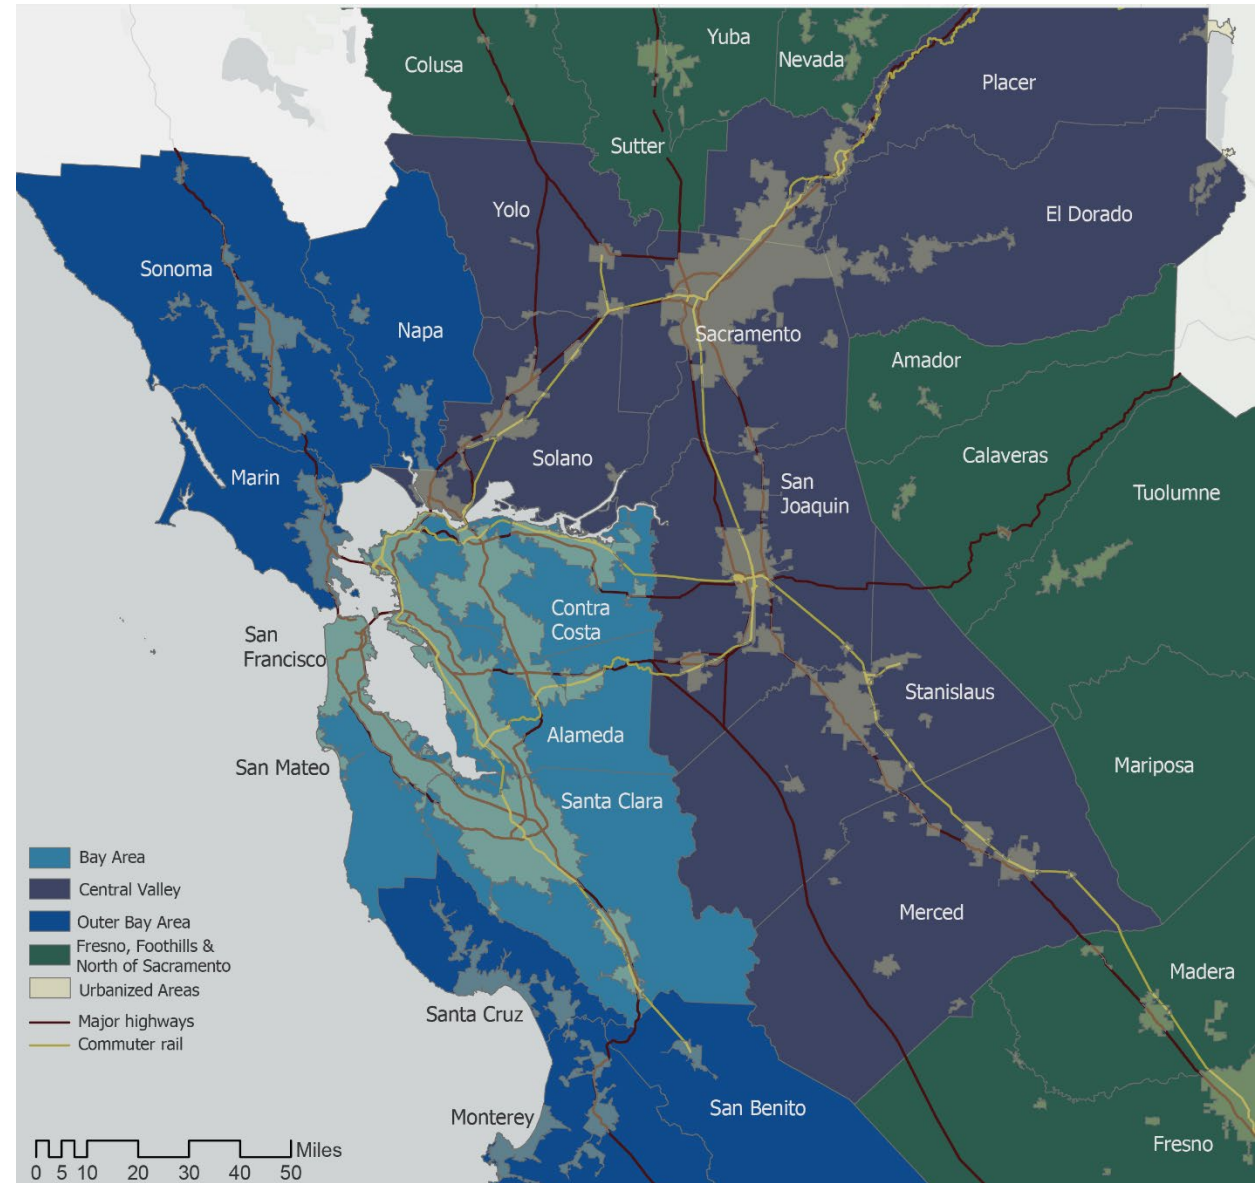 Yuba
Nevada
Colusa
Placer
Sutter
Yolo
El Dorado
Sonoma
Napa
Sacramento
Amador
Calaveras
Solano
Marin
San
Joaquin
Tuolumne
Contra
Costa
San
Francisco
Stanislaus
Alameda
San Mateo
Mariposa
Santa Clara
Bay Area
Central Valley
Outer Bay Area
Fresno, Foothills &
North of Sacramento
Urbanized Areas
Major highways
Commuter rail
Merced
Madera
Santa Cruz
San Benito
Monterey
Fresno
Miles
0 5 10 20 30 40 50